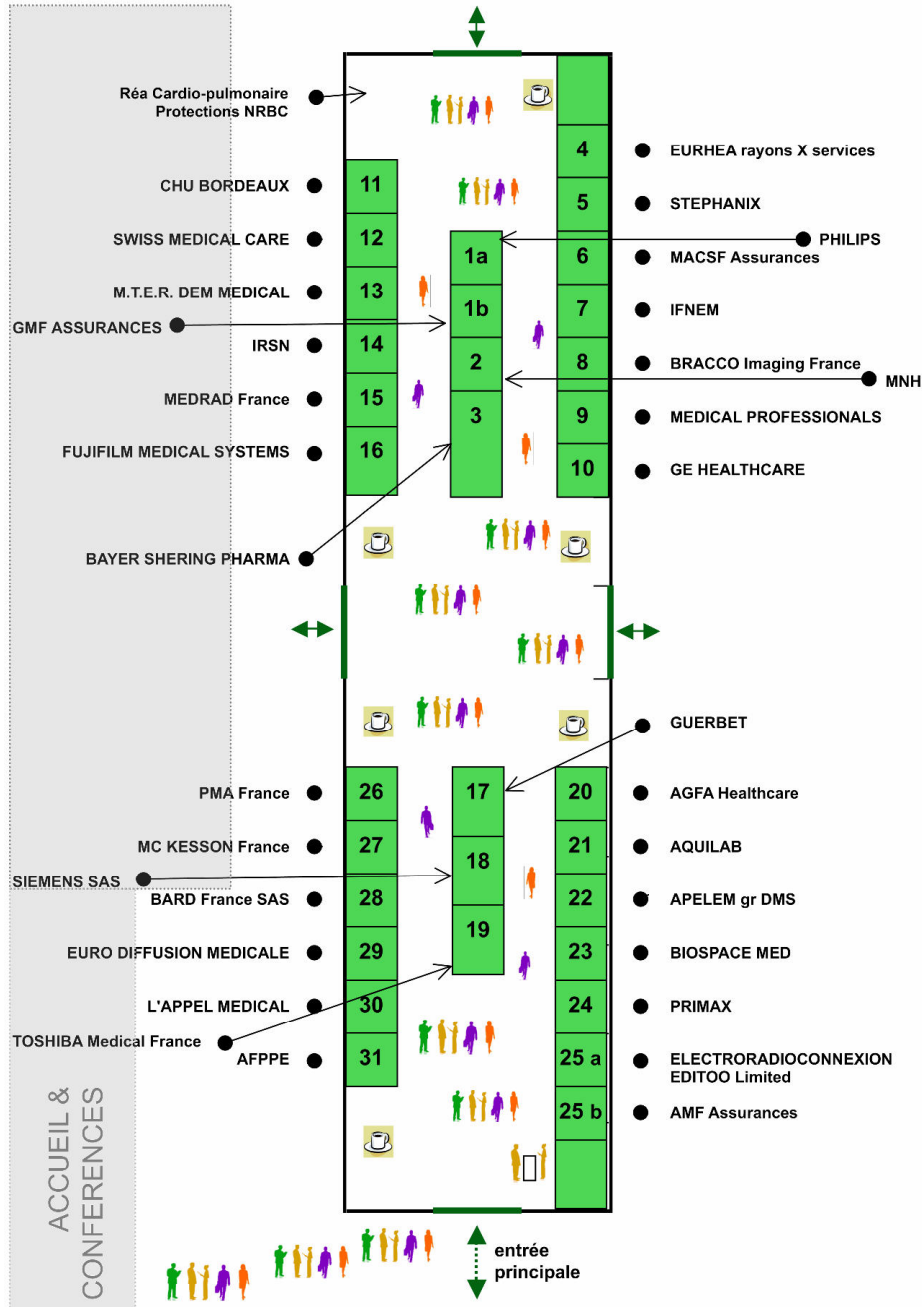 Réa Cardio-pulmonaire
Protections NRBC
4
EURHEA rayons X services
11
CHU BORDEAUX
5
STEPHANIX
12
SWISS MEDICAL CARE
1a
PHILIPS
6
MACSF Assurances
13
M.T.E.R. DEM MEDICAL
1b
7
IFNEM
GMF ASSURANCES
14
IRSN
2
8
BRACCO Imaging France
MNH
15
MEDRAD France
3
9
MEDICAL PROFESSIONALS
16
FUJIFILM MEDICAL SYSTEMS
10
GE HEALTHCARE
BAYER SHERING PHARMA
GUERBET
PMA France
26
17
20
AGFA Healthcare
MC KESSON France
27
18
21
AQUILAB
SIEMENS SAS
BARD France SAS
28
22
APELEM gr DMS
19
EURO DIFFUSION MEDICALE
29
23
BIOSPACE MED
L'APPEL MEDICAL
30
24
PRIMAX
TOSHIBA Medical France
AFPPE
31
25 a
ELECTRORADIOCONNEXION
EDITOO Limited
25 b
AMF Assurances
ACCUEIL &
CONFERENCES
entrée
principale